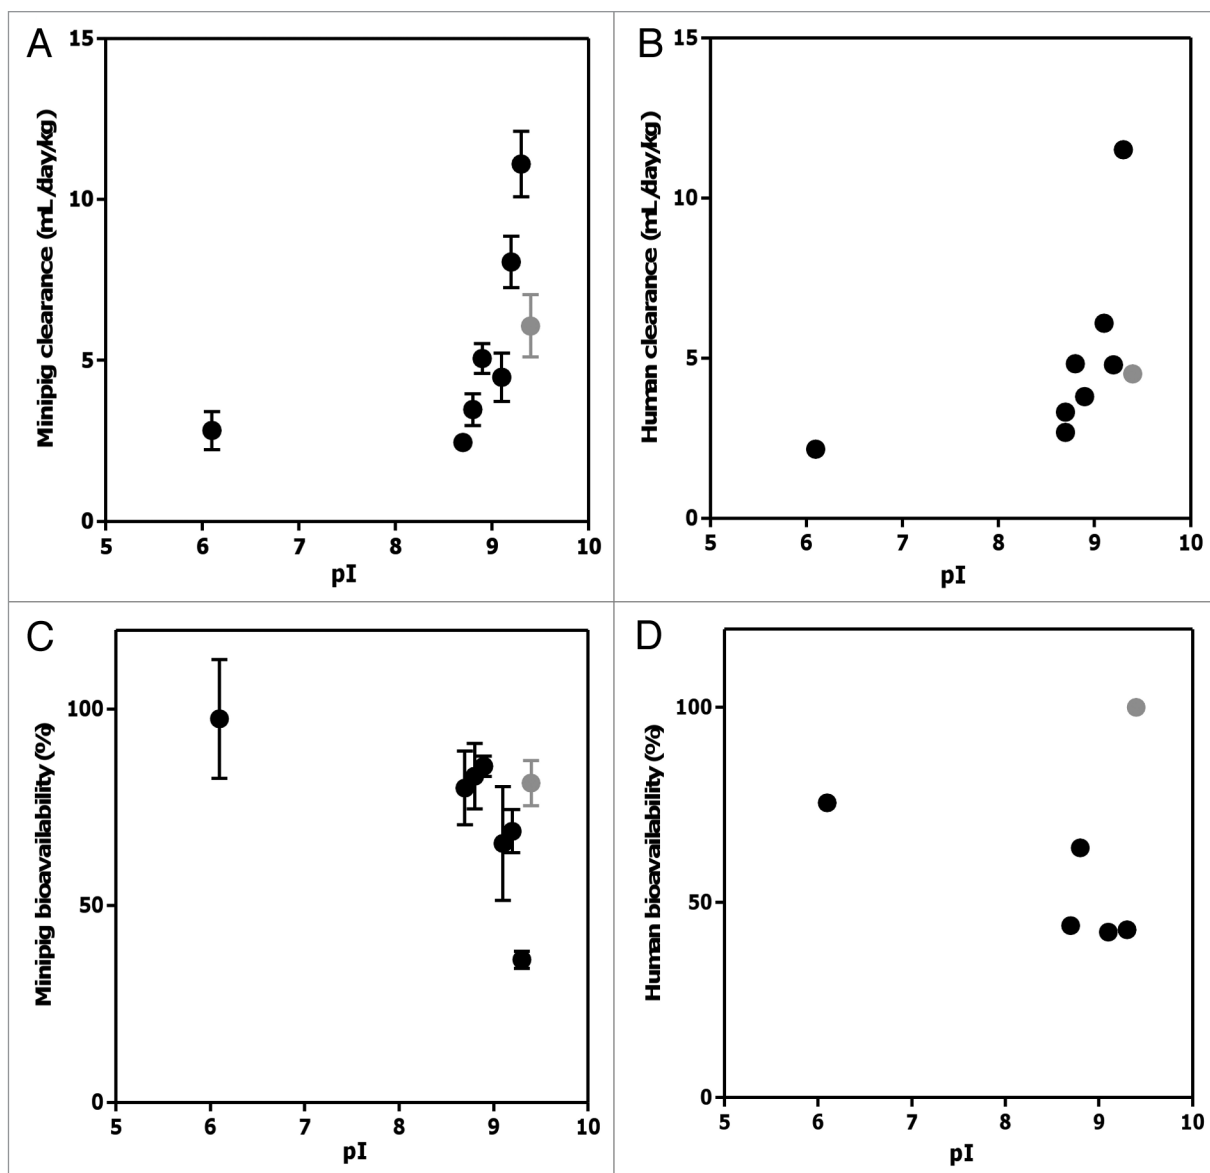 A
15
10
5
0
Minipig clearance (mL/day/kg)
5 6 7 8 9 10
pI
B
15
10
5
0
Human clearance (mL/day/kg)
5 6 7 8 9 10
pI
C
100
50
0
Minipig bioavailability (%)
5 6 7 8 9 10
pI
D
100
50
0
Human bioavailability (%)
5 6 7 8 9 10
pI